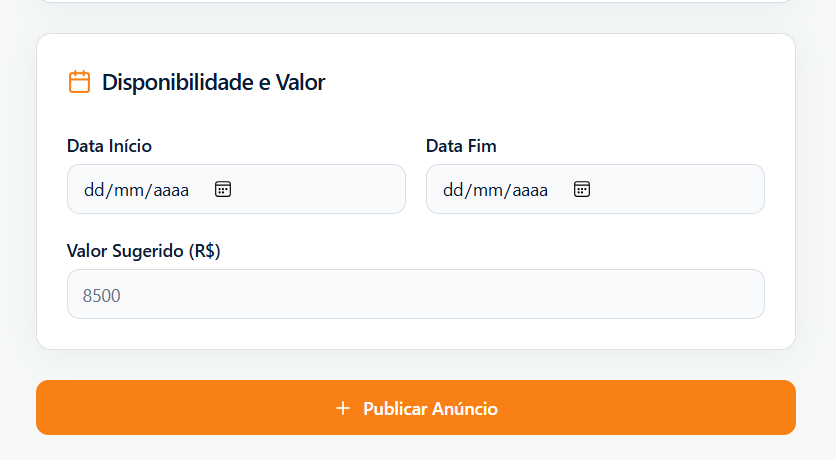 Disponibilidade e Valor
Data Início
Data Fim
dd/mm/aaaa
dd/mm/aaaa
Valor Sugerido (R$)
8500
+ Publicar Anúncio